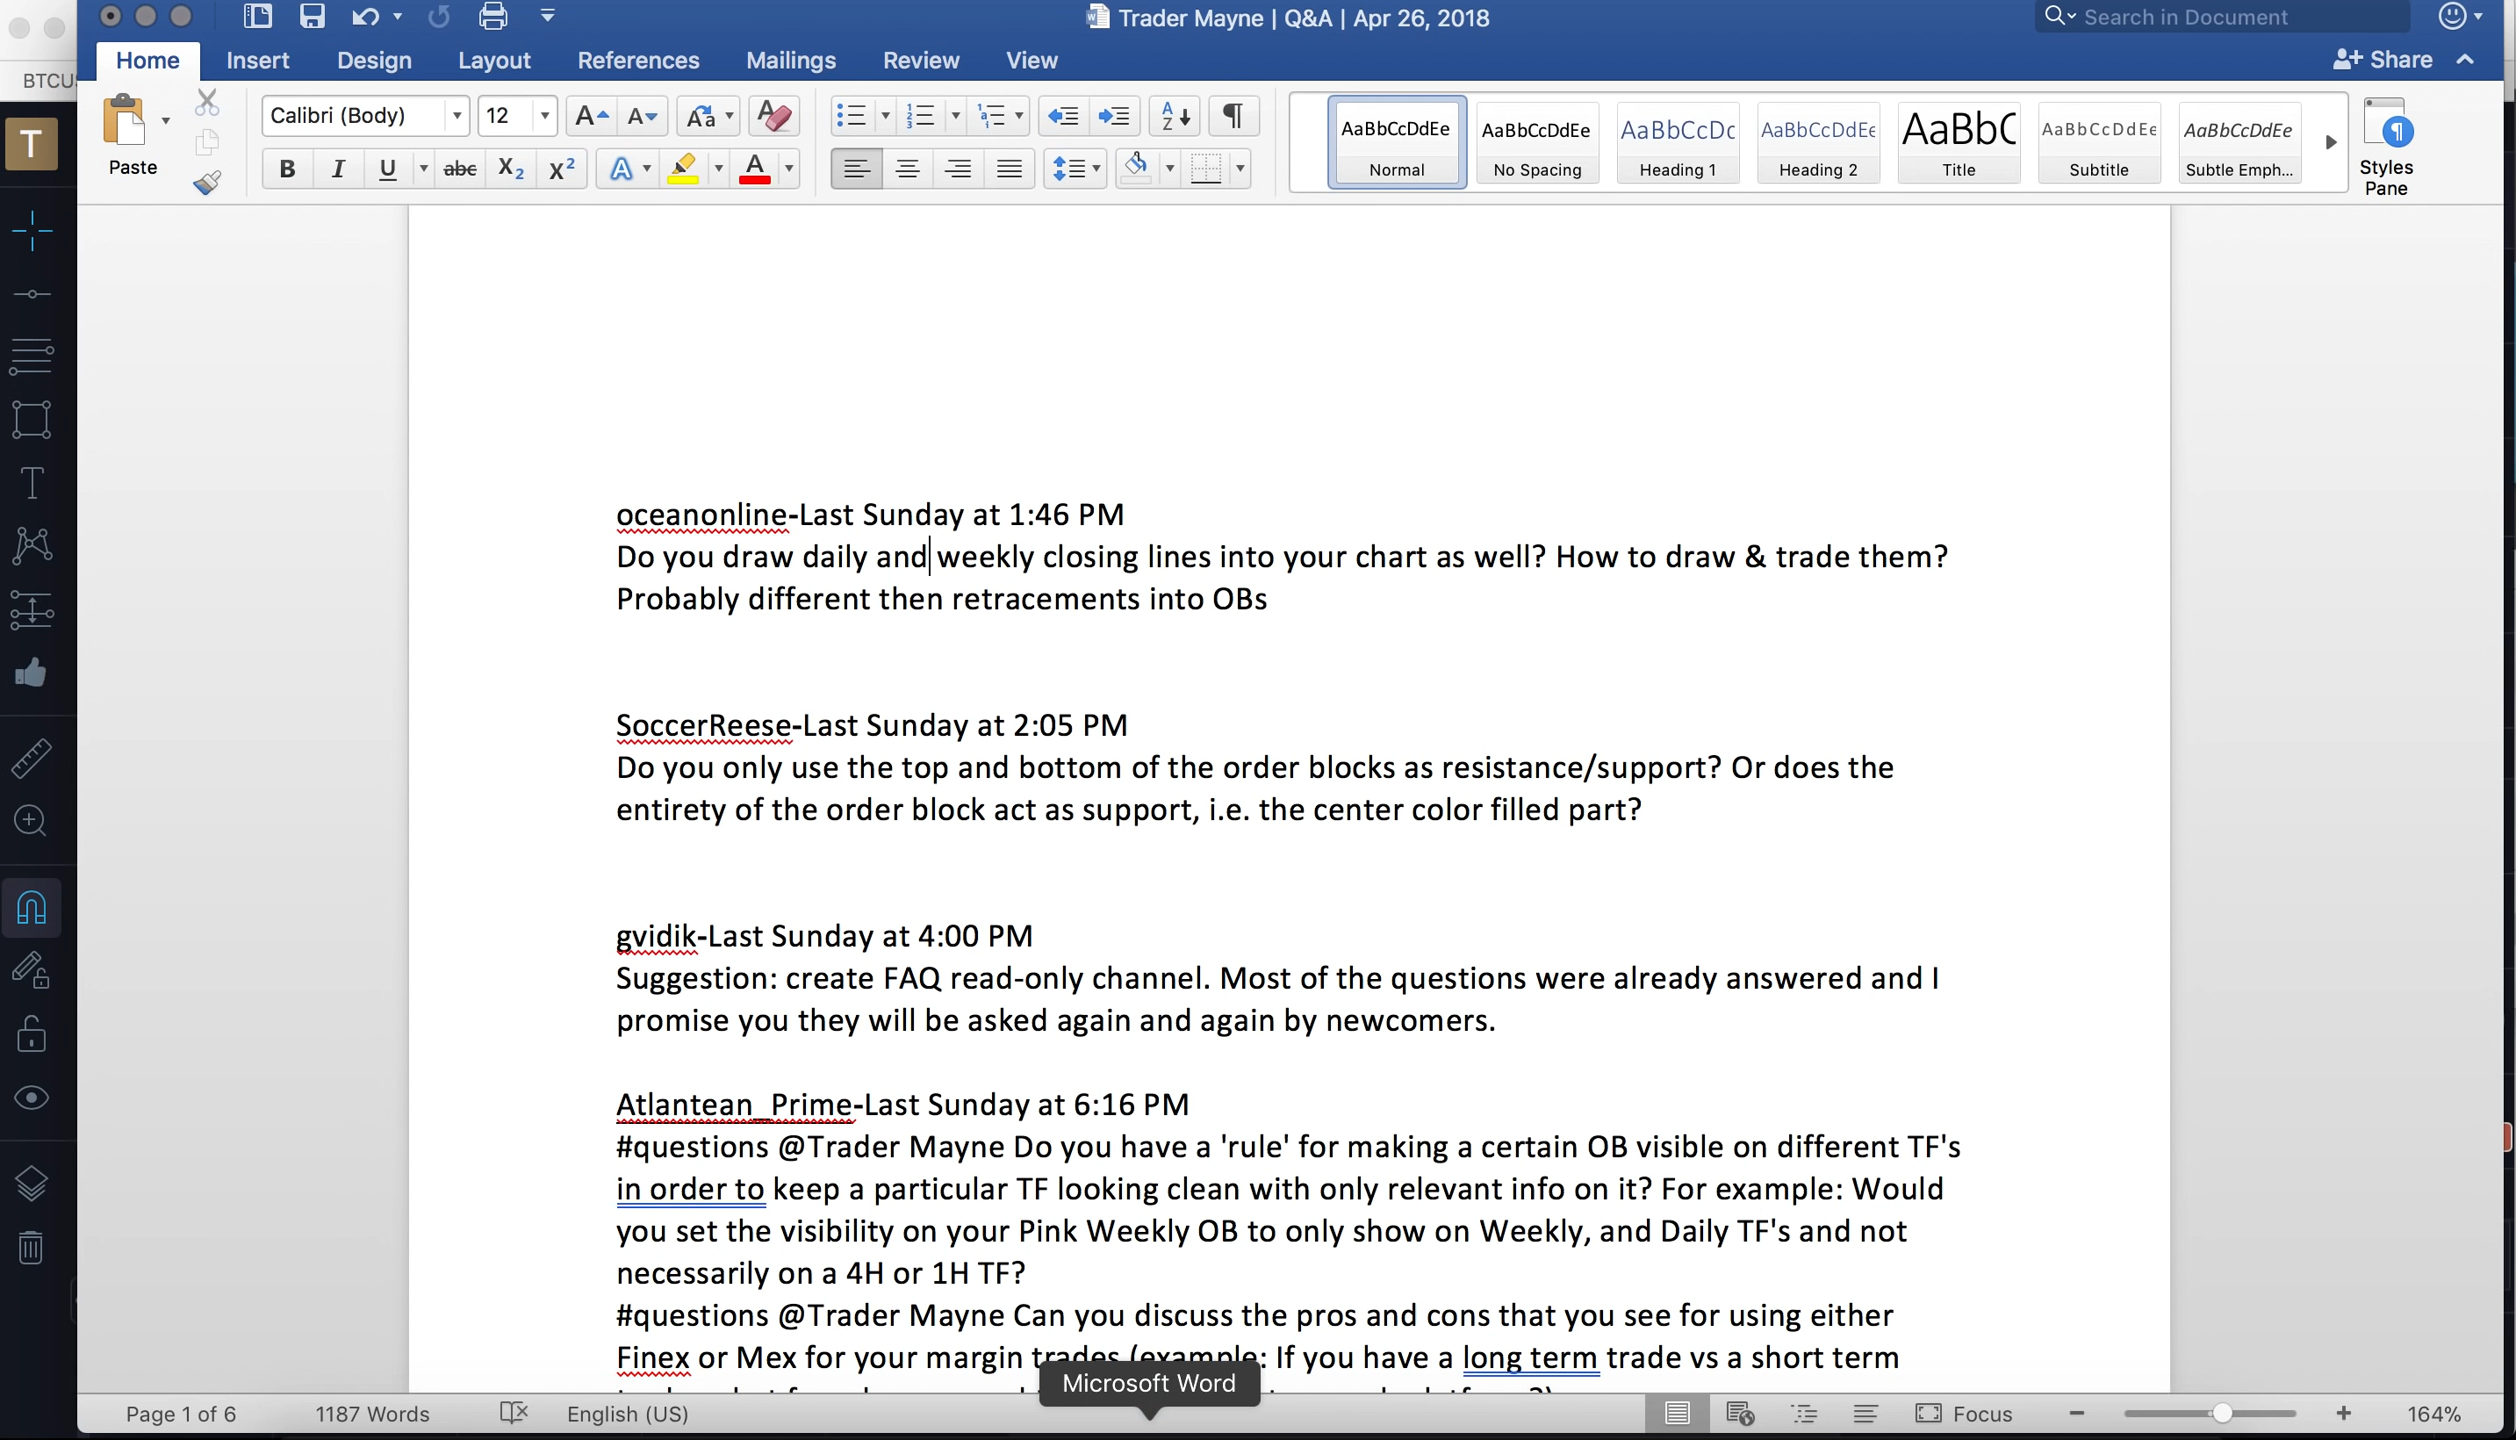 Trader Mayne | Q&A | Apr 26, 2018
Search in Document
Home Insert Design Layout References Mailings Review View
Share
BTCUS
T
Paste
Calibri (Body) 12
AaBbCcDdEe AaBbCcDdEe AaBbCcDc AaBbCcDdEe AaBbC AaBbCcDdEe AaBbCcDdEe
Normal No Spacing Heading 1 Heading 2 Title Subtitle Subtle Emph...
Styles
Pane
oceanonline-Last Sunday at 1:46 PM
Do you draw daily and weekly closing lines into your chart as well? How to draw & trade them?
Probably different then retracements into OBs
SoccerReese-Last Sunday at 2:05 PM
Do you only use the top and bottom of the order blocks as resistance/support? Or does the
entirety of the order block act as support, i.e. the center color filled part?
gvidik-Last Sunday at 4:00 PM
Suggestion: create FAQ read-only channel. Most of the questions were already answered and I
promise you they will be asked again and again by newcomers.
Atlantean_Prime-Last Sunday at 6:16 PM
#questions @Trader Mayne Do you have a 'rule' for making a certain OB visible on different TF's
in order to keep a particular TF looking clean with only relevant info on it? For example: Would
you set the visibility on your Pink Weekly OB to only show on Weekly, and Daily TF's and not
necessarily on a 4H or 1H TF?
#questions @Trader Mayne Can you discuss the pros and cons that you see for using either
Finex or Mex for your margin trades (example: If you have a long term trade vs a short term
Microsoft Word
Page 1 of 6 1187 Words English (US) Focus 164%